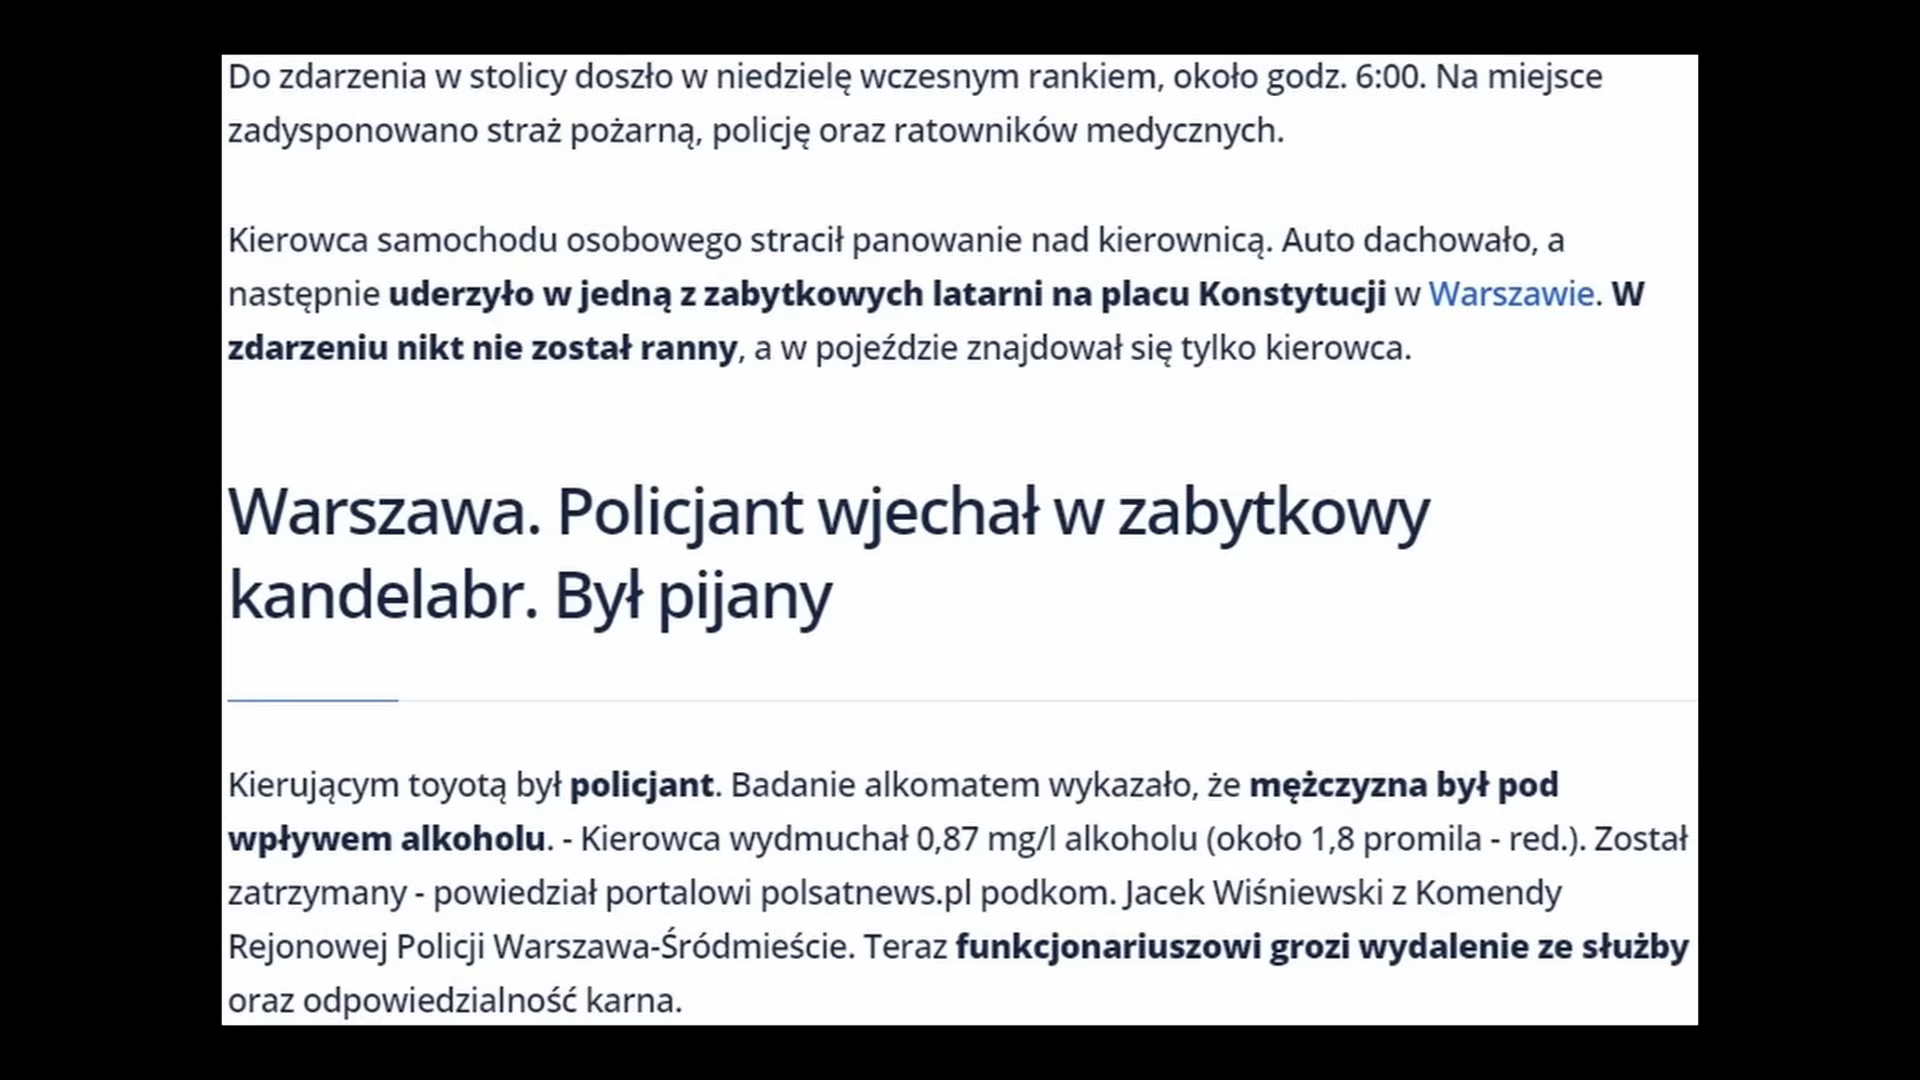 Do zdarzenia w stolicy doszło w niedzielę wczesnym rankiem, około godz. 6:00. Na miejsce
zadysponowano straż pożarną, policję oraz ratowników medycznych.
Kierowca samochodu osobowego stracił panowanie nad kierownicą. Auto dachowało, a
następnie uderzyło w jedną z zabytkowych latarni na placu Konstytucji w Warszawie. W
zdarzeniu nikt nie został ranny, a w pojeździe znajdował się tylko kierowca.
Warszawa. Policjant wjechał w zabytkowy
kandelabr. Był pijany
Kierującym toyotą był policjant. Badanie alkomatem wykazało, że mężczyzna był pod
wpływem alkoholu. - Kierowca wydmuchał 0,87 mg/l alkoholu (około 1,8 promila - red.). Został
zatrzymany - powiedział portalowi polsatnews.pl podkom. Jacek Wiśniewski z Komendy
Rejonowej Policji Warszawa-Śródmieście. Teraz funkcjonariuszowi grozi wydalenie ze służby
oraz odpowiedzialność karna.